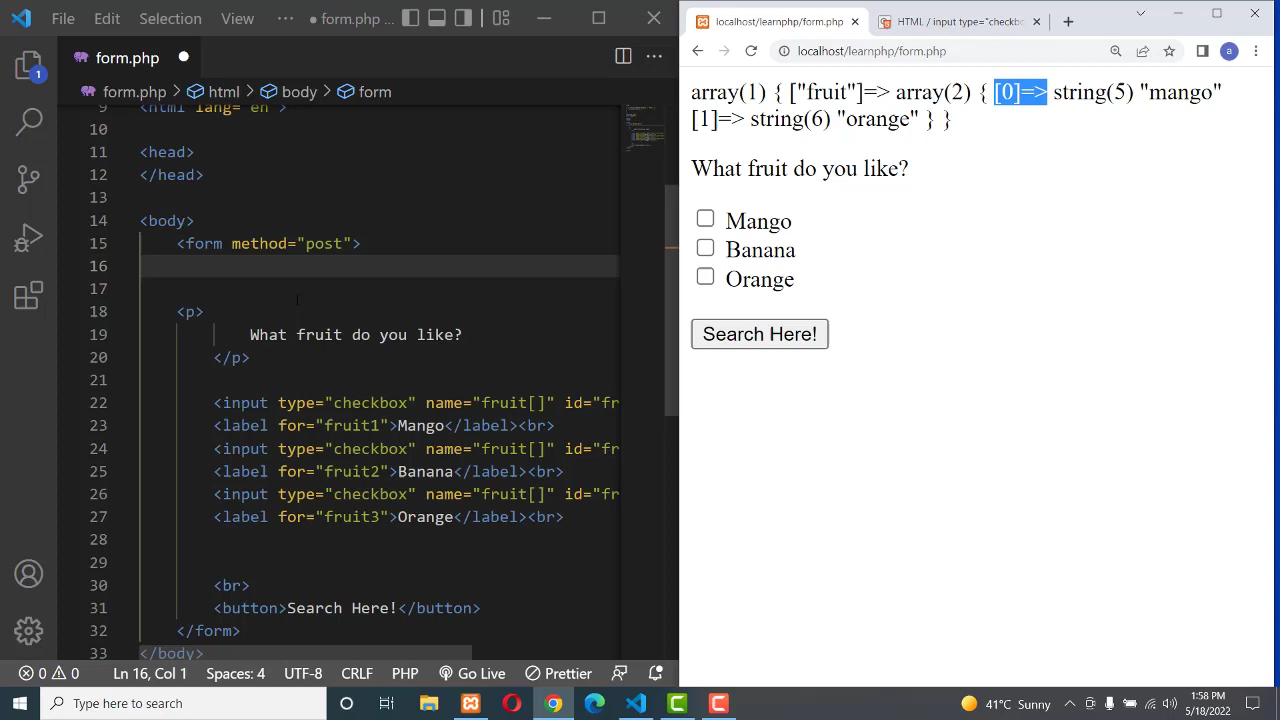 File Edit Selection View ··· ● form.php ...
form.php
form.php > html > body > form
9 <html lang="en">
10
11 <head>
12 </head>
13
14 <body>
15 <form method="post">
16
17
18 <p>
19 What fruit do you like?
20 </p>
21
22 <input type="checkbox" name="fruit[]" id="fr
23 <label for="fruit1">Mango</label><br>
24 <input type="checkbox" name="fruit[]" id="fr
25 <label for="fruit2">Banana</label><br>
26 <input type="checkbox" name="fruit[]" id="fr
27 <label for="fruit3">Orange</label><br>
28
29
30 <br>
31 <button>Search Here!</button>
32 </form>
33 </body>
1
0 0 Ln 16, Col 1 Spaces: 4 UTF-8 CRLF PHP Go Live Prettier
localhost/learnphp/form.php HTML / input type="checkb
localhost/learnphp/form.php a
array(1) { ["fruit"]=> array(2) { [0]=> string(5) "mango"
[1]=> string(6) "orange" } }
What fruit do you like?
Mango
Banana
Orange
Search Here!
Type here to search 41°C Sunny 1:58 PM
5/18/2022